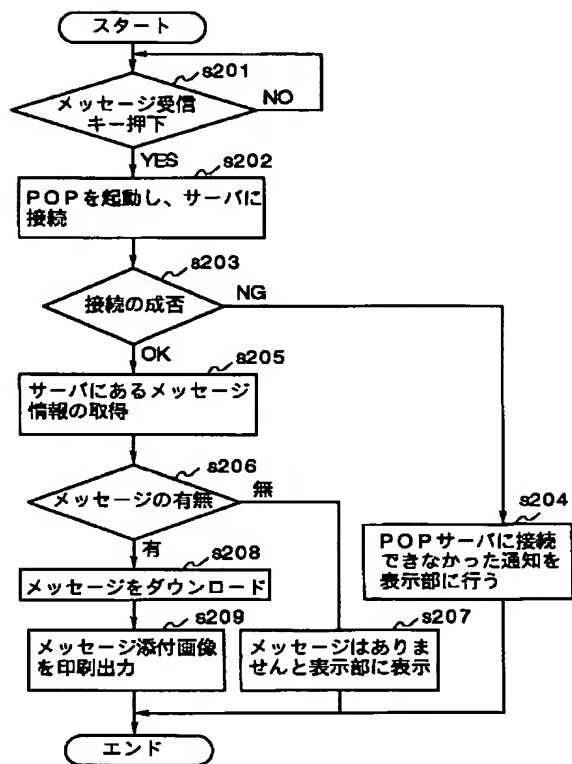 スタート
s201
メッセージ受信
キー押下
NO
YES
s202
POPを起動し、サーバに
接続
s203
接続の成否
NG
OK
s205
サーバにあるメッセージ
情報の取得
s206
メッセージの有無
無
有
s204
POPサーバに接続
できなかった通知を
表示部に行う
s208
メッセージをダウンロード
s209
メッセージ添付画像
を印刷出力
s207
メッセージはありま
せんと表示部に表示
エンド